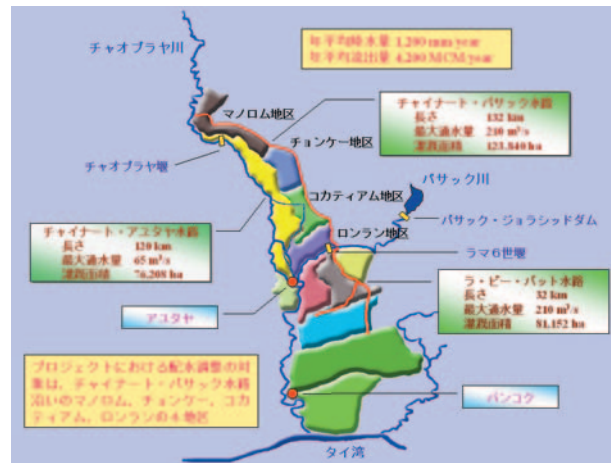 チャオプラヤ川
年平均降水量 1,200 mm/year
年平均流出量 4,200 MCM/year
マノロム地区
チャイナート・パサック水路
長さ 132 km
最大通水量 210 m³/s
灌漑面積 123,840 ha
チョンケー地区
チャオプラヤ堰
パサック川
コカティアム地区
パサック・ジョラシッドダム
チャイナート・アユタヤ水路
長さ 120 km
最大通水量 65 m³/s
灌漑面積 76,208 ha
ロンラン地区
ラマ6世堰
ラ・ピー・パット水路
長さ 32 km
最大通水量 210 m³/s
灌漑面積 81,152 ha
アユタヤ
プロジェクトにおける配水調整の対
象は、チャイナート・パサック水路
沿いのマノロム、チョンケー、コカ
ティアム、ロンランの4地区
バンコク
タイ湾